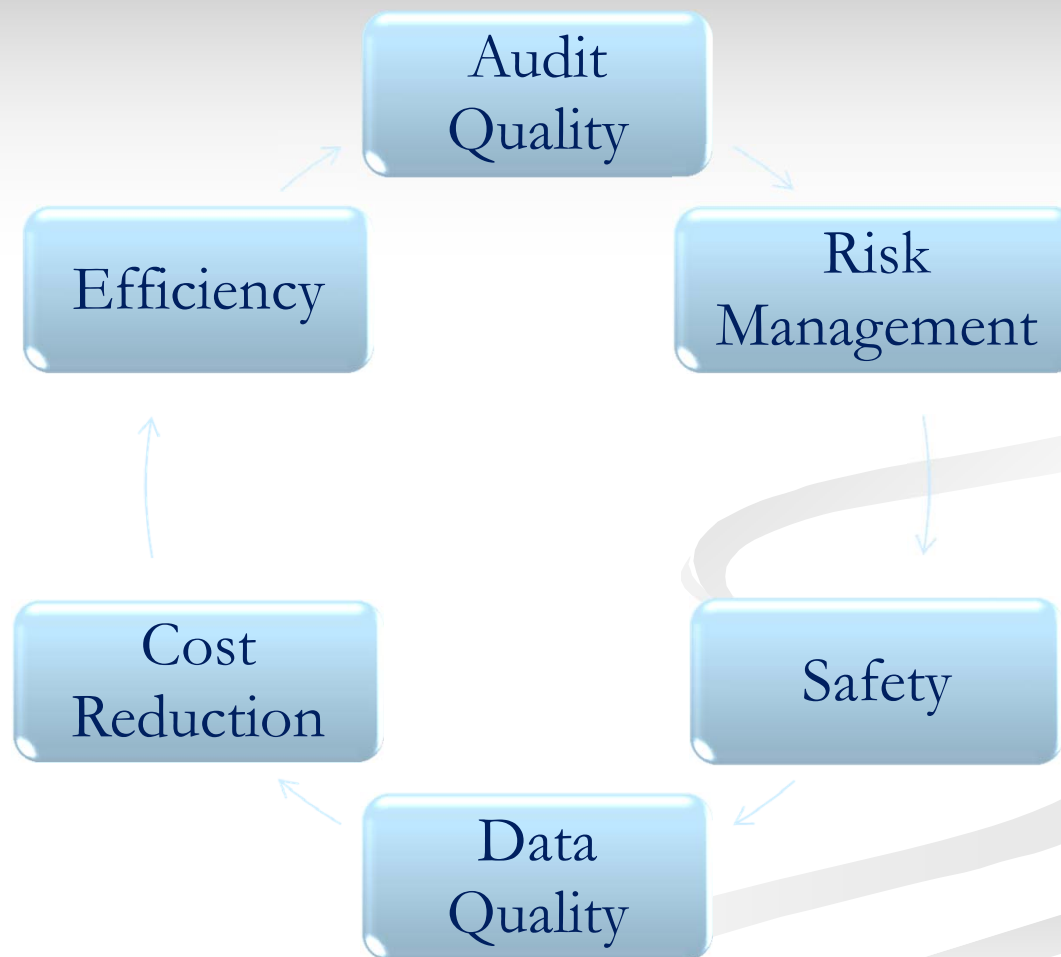 Audit
Quality
Risk
Management
Safety
Data
Quality
Cost
Reduction
Efficiency